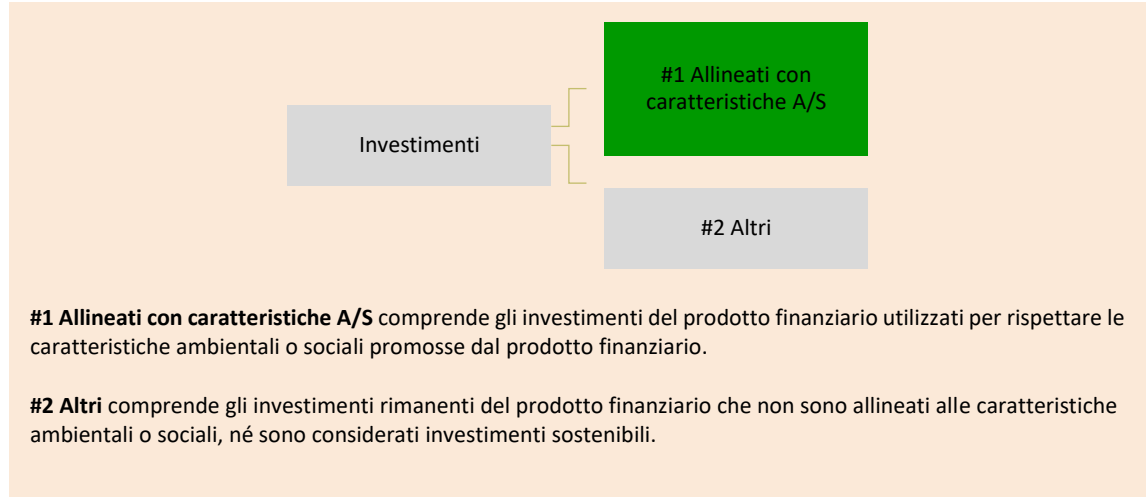 #1 Allineati con
caratteristiche A/S
Investimenti
#2 Altri
#1 Allineati con caratteristiche A/S comprende gli investimenti del prodotto finanziario utilizzati per rispettare le
caratteristiche ambientali o sociali promosse dal prodotto finanziario.
#2 Altri comprende gli investimenti rimanenti del prodotto finanziario che non sono allineati alle caratteristiche
ambientali o sociali, né sono considerati investimenti sostenibili.